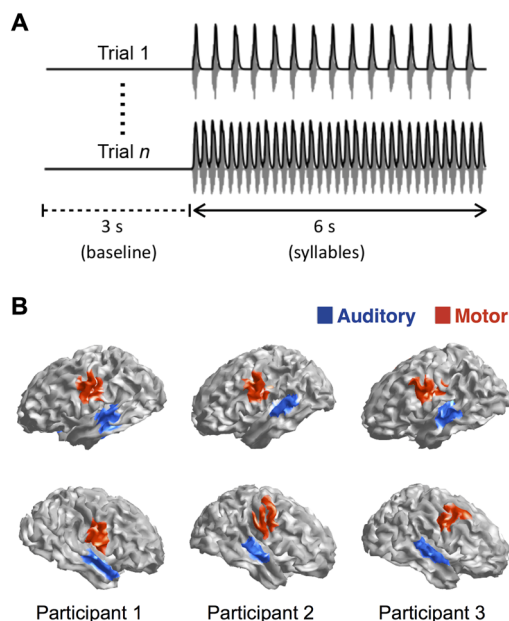 A
Trial 1
Trial n
3 s
(baseline)
6 s
(syllables)
B
Auditory Motor
Participant 1 Participant 2 Participant 3